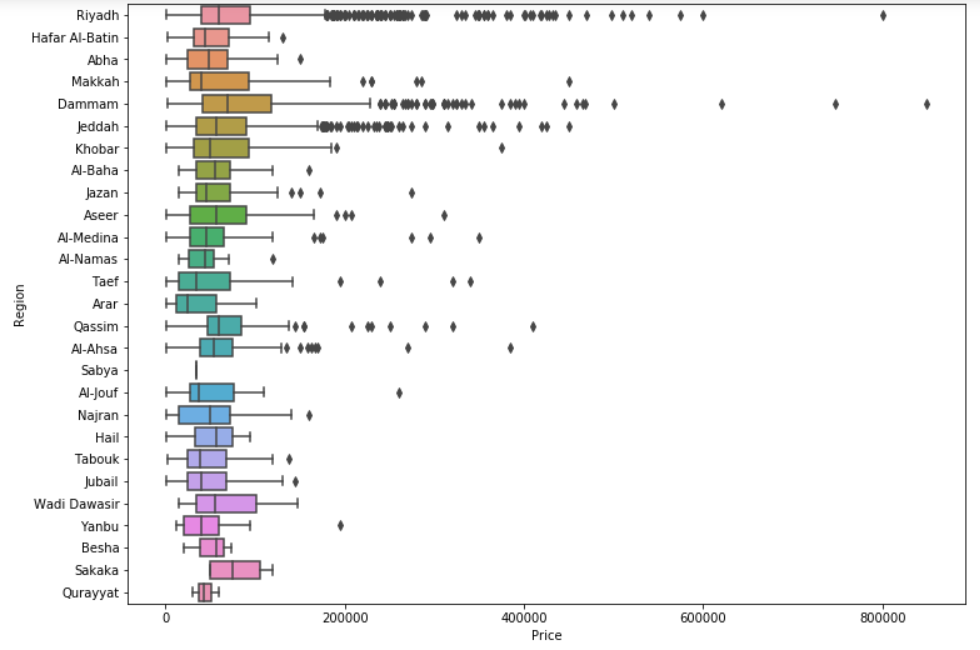 Riyadh
Hafar Al-Batin
Abha
Makkah
Dammam
Jeddah
Khobar
Al-Baha
Jazan
Aseer
Al-Medina
Al-Namas
Taef
Arar
Qassim
Al-Ahsa
Sabya
Al-Jouf
Najran
Hail
Tabouk
Jubail
Wadi Dawasir
Yanbu
Besha
Sakaka
Qurayyat
Region
0 200000 400000 600000 800000
Price